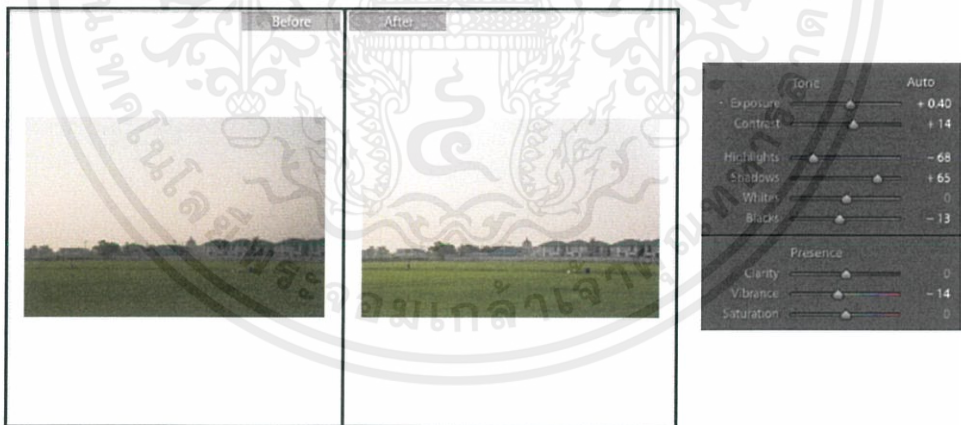 Before
After
Tone Auto
Exposure + 0.40
Contrast + 14
Highlights - 68
Shadows + 65
Whites 0
Blacks - 13
Presence
Clarity 0
Vibrance - 14
Saturation 0